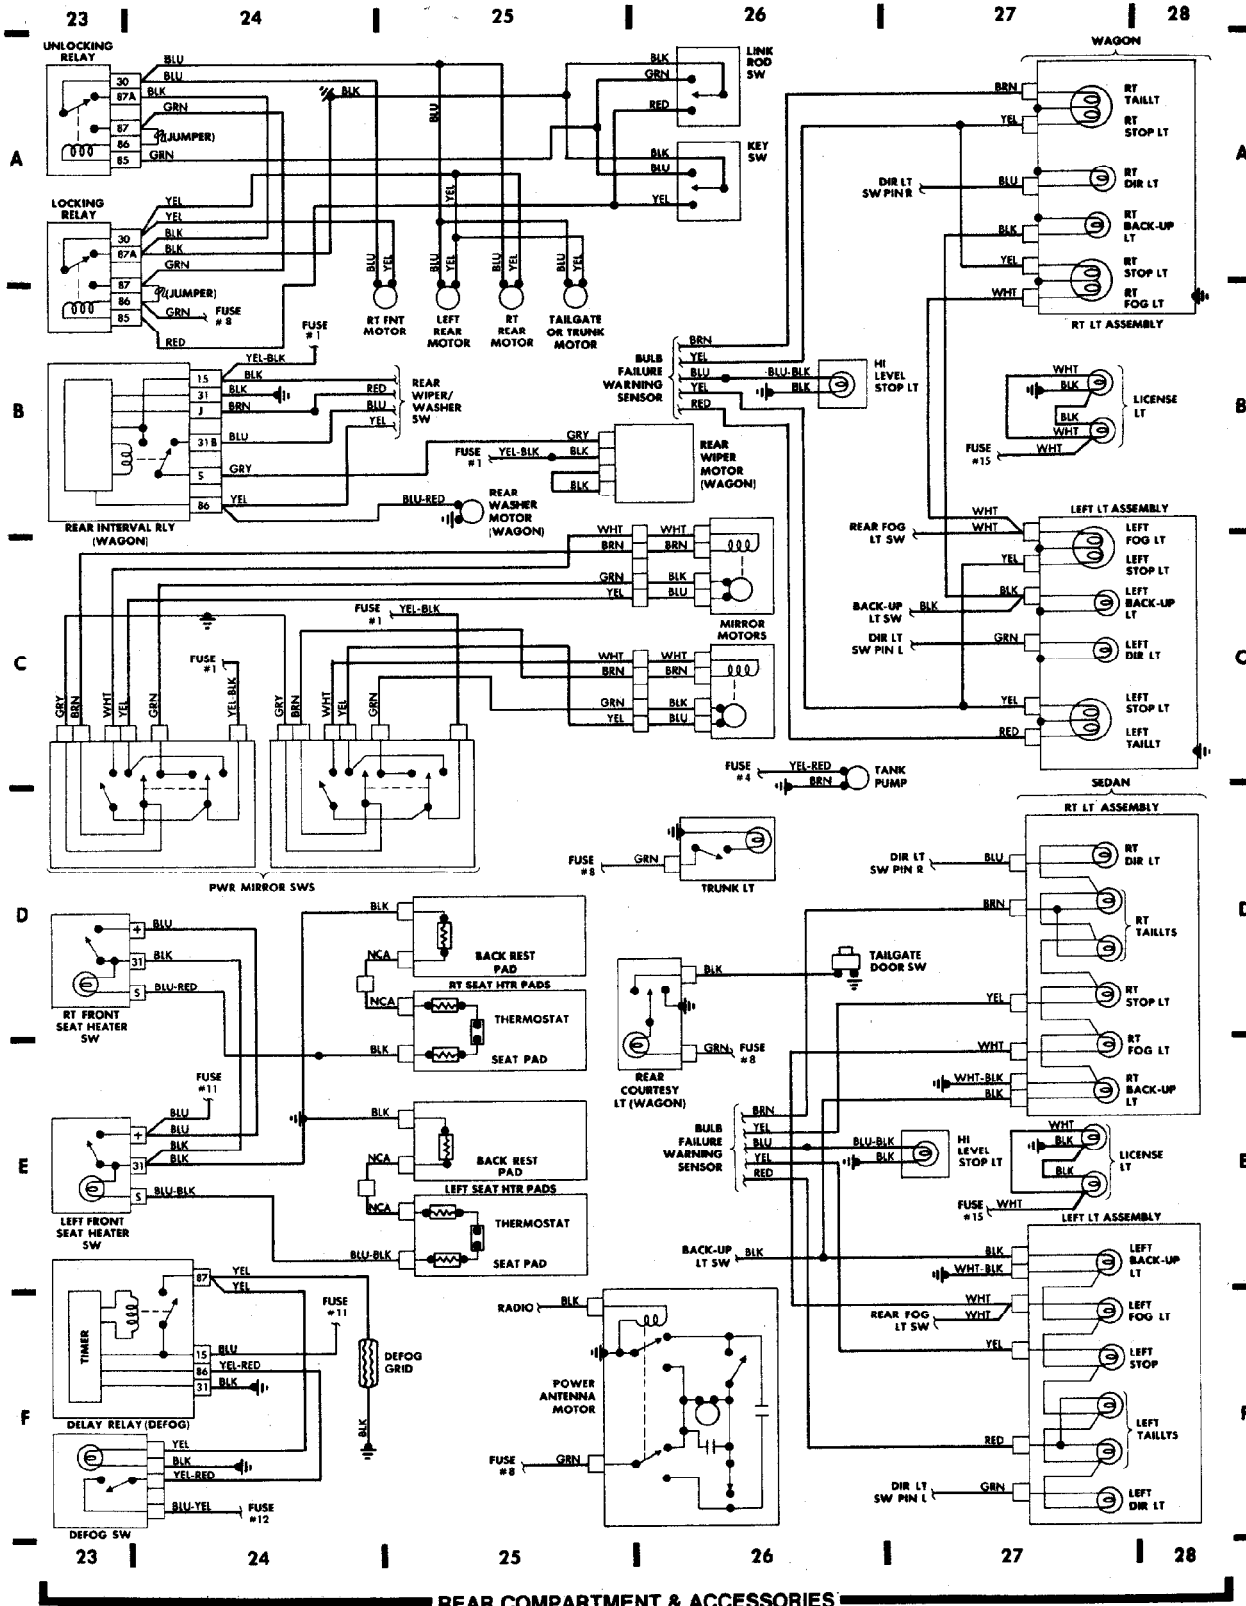 23 24 25 26 27 28
UNLOCKING
RELAY
30
87A
87
86
85
BLU
BLU
BLK
GRN
(JUMPER)
GRN
BLK
BLU
LINK
ROD
SW
BLK
GRN
RED
KEY
SW
BLK
BLU
YEL
A
A
LOCKING
RELAY
30
87A
87
86
85
YEL
YEL
BLK
BLK
GRN
(JUMPER)
GRN
FUSE
#8
RED
YEL
BLU
YEL
BLU
YEL
BLU
YEL
BLU
YEL
RT FNT
MOTOR
LEFT
REAR
MOTOR
RT
REAR
MOTOR
TAILGATE
OR TRUNK
MOTOR
WAGON
BRN
RT
TAILLT
YEL
RT
STOP LT
DIR LT
SW PIN R
BLU
RT
DIR LT
BLK
RT
BACK-UP
LT
YEL
RT
STOP LT
WHT
RT
FOG LT
RT LT ASSEMBLY
B
B
FUSE
#1
YEL-BLK
15
31
J
31 B
S
86
BLK
BLK
BRN
BLU
GRY
YEL
RED
BLU
YEL
REAR
WIPER/
WASHER
SW
REAR INTERVAL RLY
(WAGON)
BLU-RED
REAR
WASHER
MOTOR
(WAGON)
FUSE
#1
YEL-BLK
GRY
BLK
BLK
REAR
WIPER
MOTOR
(WAGON)
BULB
FAILURE
WARNING
SENSOR
BRN
YEL
BLU
YEL
RED
BLU-BLK
BLK
HI
LEVEL
STOP LT
WHT
BLK
BLK
WHT
LICENSE
LT
FUSE
#15
WHT
C
C
WHT
BRN
GRN
YEL
WHT
BRN
BLK
BLU
MIRROR
MOTORS
WHT
BRN
GRN
YEL
WHT
BRN
BLK
BLU
FUSE
#1
YEL-BLK
FUSE
#1
GRY
BRN
WHT
YEL
GRN
YEL-BLK
GRY
BRN
WHT
YEL
GRN
PWR MIRROR SWS
LEFT LT ASSEMBLY
WHT
REAR FOG
LT SW
WHT
LEFT
FOG LT
YEL
LEFT
STOP LT
BLK
BACK-UP
LT SW
BLK
LEFT
BACK-UP
LT
DIR LT
SW PIN L
GRN
LEFT
DIR LT
YEL
LEFT
STOP LT
RED
LEFT
TAILLT
FUSE
#4
YEL-RED
BRN
TANK
PUMP
D
FUSE
#8
GRN
TRUNK LT
SEDAN
RT LT ASSEMBLY
DIR LT
SW PIN R
BLU
RT
DIR LT
BRN
RT
TAILLTS
YEL
RT
STOP LT
WHT
RT
FOG LT
WHT-BLK
BLK
RT
BACK-UP
LT
+
31
S
BLU
BLK
BLU-RED
RT FRONT
SEAT HEATER
SW
BLK
NCA
BACK REST
PAD
RT SEAT HTR PADS
NCA
THERMOSTAT
BLK
SEAT PAD
BLK
TAILGATE
DOOR SW
GRN
FUSE
#8
REAR
COURTESY
LT (WAGON)
E
E
FUSE
#11
BLU
BLU
BLK
BLK
+
31
S
BLU-BLK
LEFT FRONT
SEAT HEATER
SW
BLK
NCA
BACK REST
PAD
LEFT SEAT HTR PADS
NCA
THERMOSTAT
BLU-BLK
SEAT PAD
BULB
FAILURE
WARNING
SENSOR
BRN
YEL
BLU
YEL
RED
BLU-BLK
BLK
HI
LEVEL
STOP LT
WHT
BLK
BLK
LICENSE
LT
FUSE
#15
WHT
LEFT LT ASSEMBLY
BACK-UP
LT SW
BLK
BLK
WHT-BLK
LEFT
BACK-UP
LT
WHT
REAR FOG
LT SW
WHT
LEFT
FOG LT
YEL
LEFT
STOP
RED
LEFT
TAILLTS
DIR LT
SW PIN L
GRN
LEFT
DIR LT
F
TIMER
87
15
86
31
YEL
YEL
FUSE
#11
BLU
YEL-RED
BLK
DELAY RELAY (DEFOG)
DEFOG
GRID
BLK
YEL
BLK
YEL-RED
BLU-YEL
FUSE
#12
DEFOG SW
RADIO
BLK
POWER
ANTENNA
MOTOR
FUSE
#8
GRN
23 24 25 26 27 28
REAR COMPARTMENT & ACCESSORIES